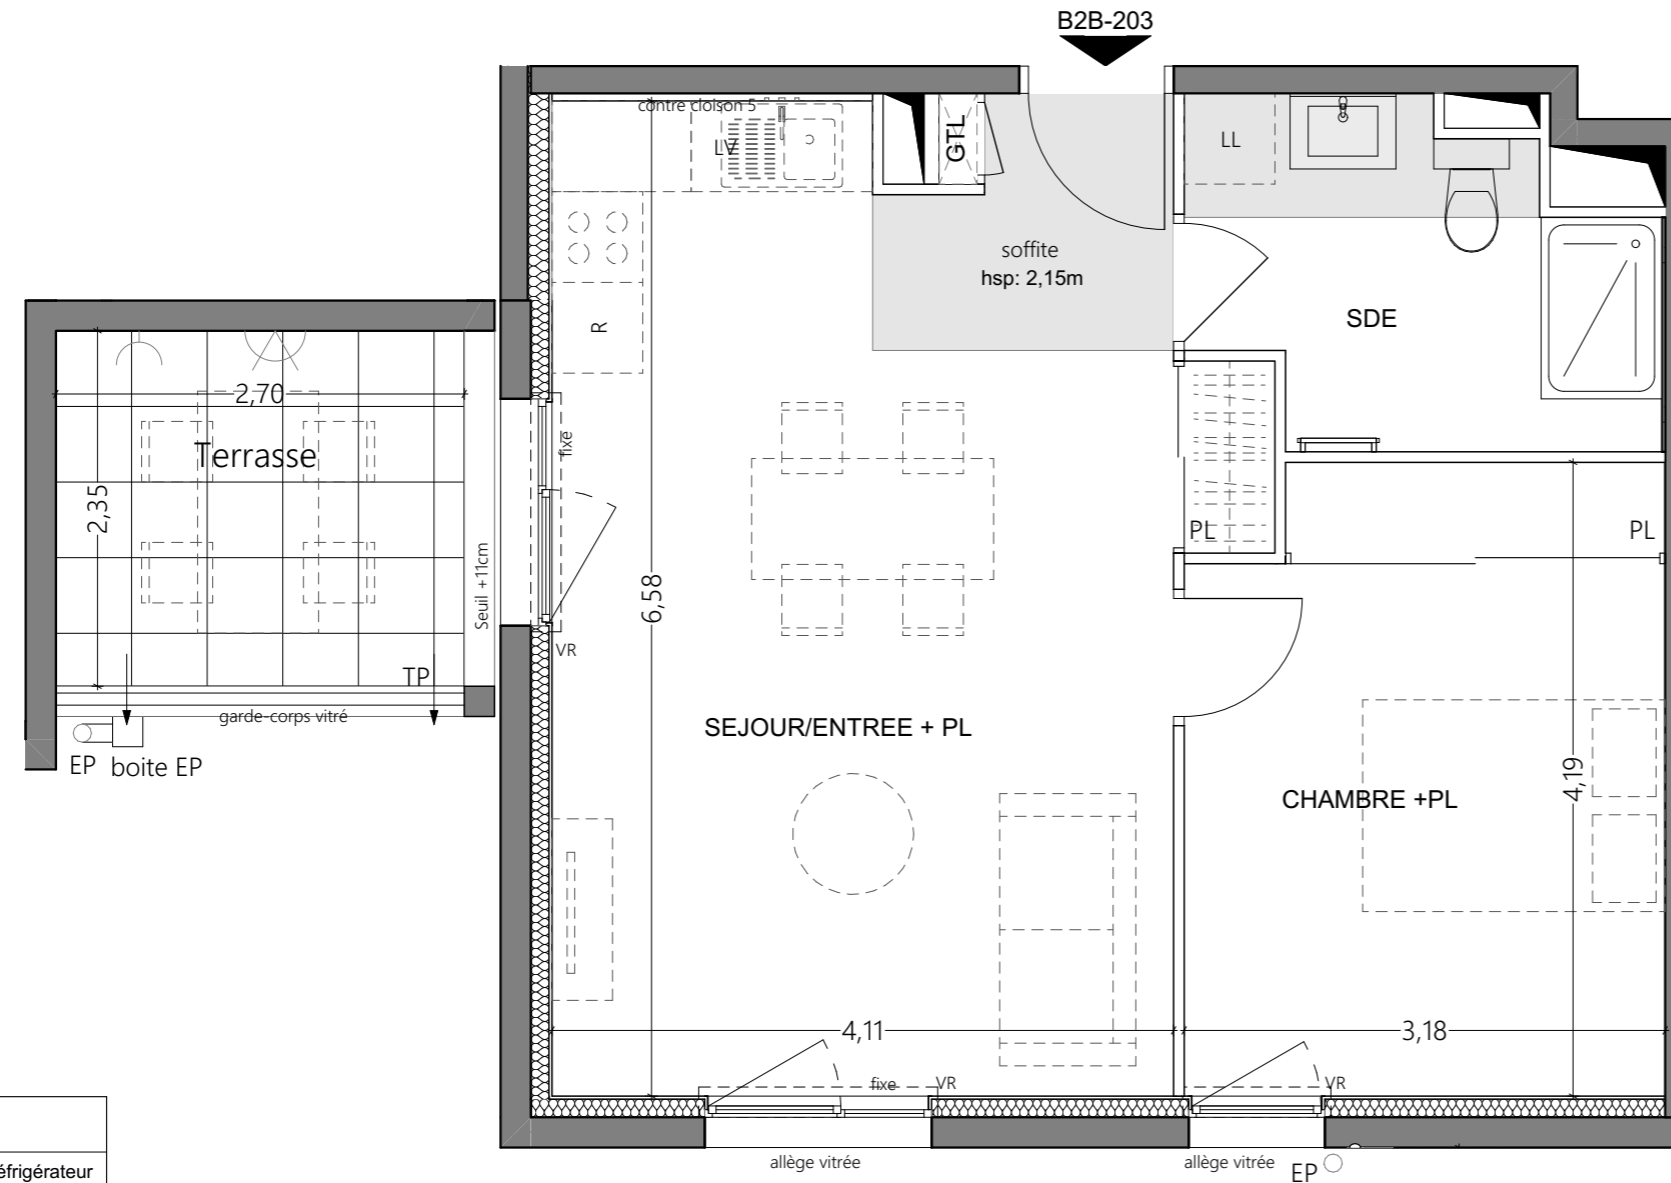 B2B-203
contre cloison 5
LV
GTL
LL
soffite
hsp: 2,15m
SDE
R
2,70
fixe
Terrasse
2,35
Seuil +11cm
PL
PL
6,58
VR
TP
garde-corps vitré
SEJOUR/ENTREE + PL
EP boite EP
CHAMBRE +PL
4,19
4,11
3,18
fixe
VR
VR
allège vitrée
allège vitrée
EP
éfrigérateur